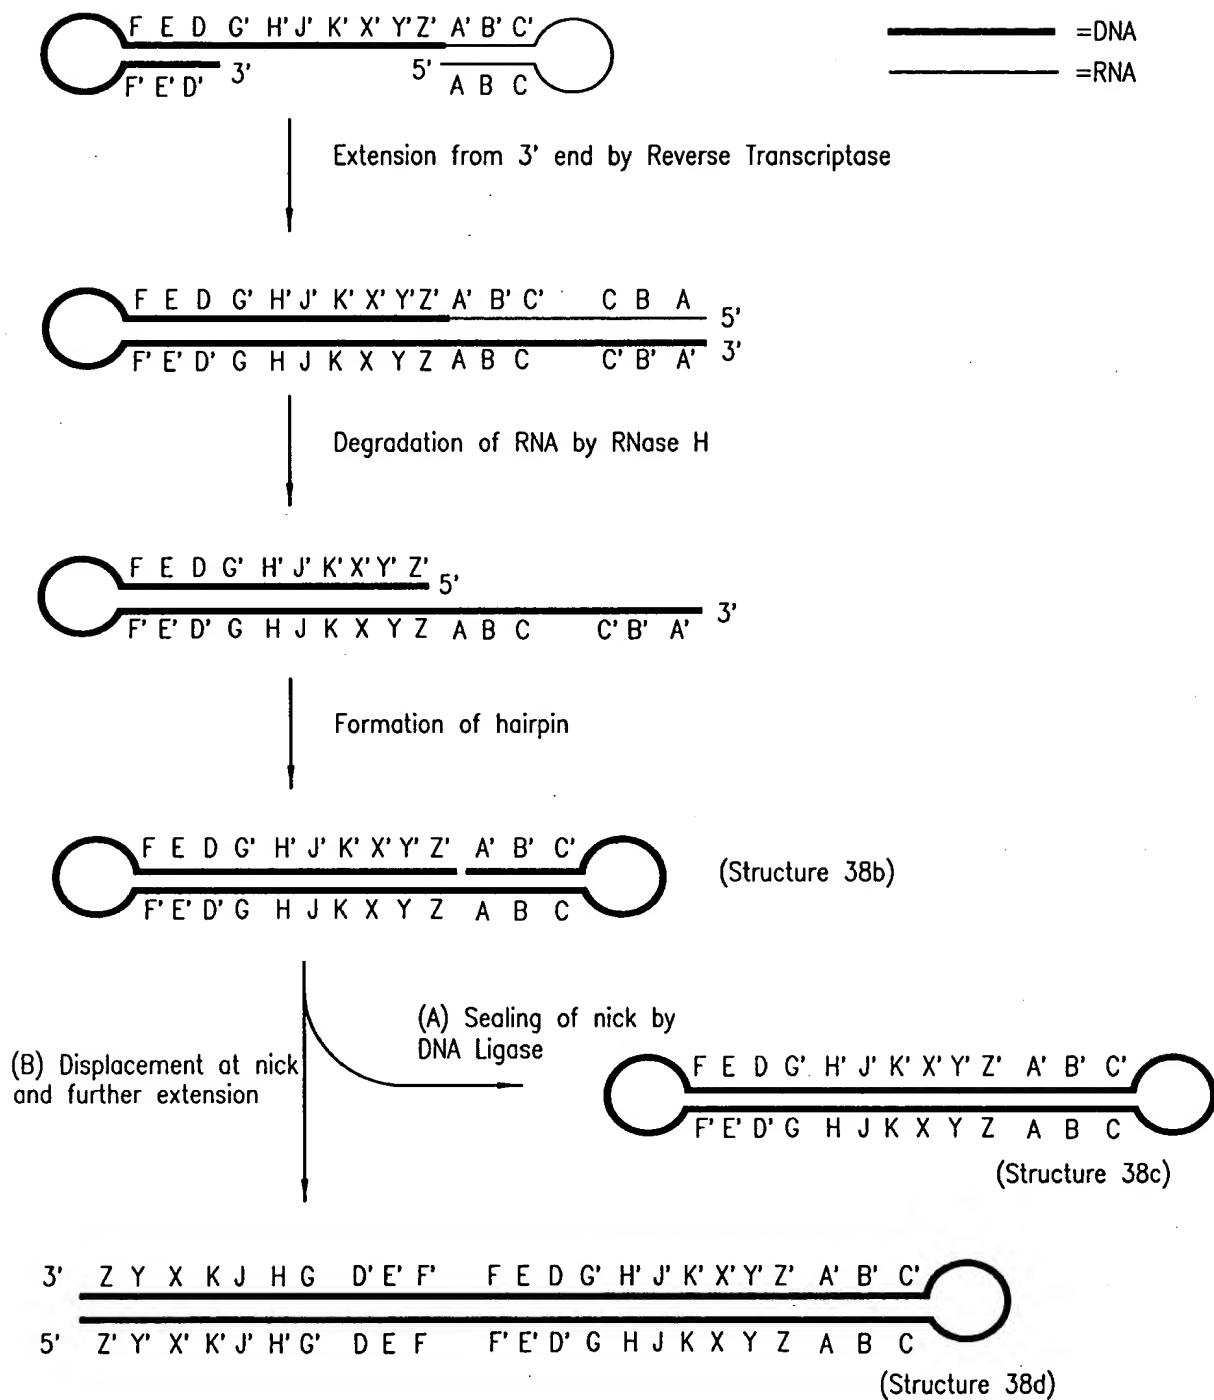 F E D G' H' J' K' X' Y' Z' A' B' C'
=DNA
F' E' D' 3' 5' A B C
=RNA
Extension from 3' end by Reverse Transcriptase
F E D G' H' J' K' X' Y' Z' A' B' C' C B A 5'
F' E' D' G H J K X Y Z A B C C' B' A' 3'
Degradation of RNA by RNase H
F E D G' H' J' K' X' Y' Z' 5'
F' E' D' G H J K X Y Z A B C C' B' A' 3'
Formation of hairpin
F E D G' H' J' K' X' Y' Z' A' B' C'
(Structure 38b)
F' E' D' G H J K X Y Z A B C
(A) Sealing of nick by
DNA Ligase
(B) Displacement at nick
and further extension
F E D G' H' J' K' X' Y' Z' A' B' C'
F' E' D' G H J K X Y Z A B C
(Structure 38c)
3' Z Y X K J H G D' E' F' F E D G' H' J' K' X' Y' Z' A' B' C'
5' Z' Y' X' K' J' H' G' D E F F' E' D' G H J K X Y Z A B C
(Structure 38d)